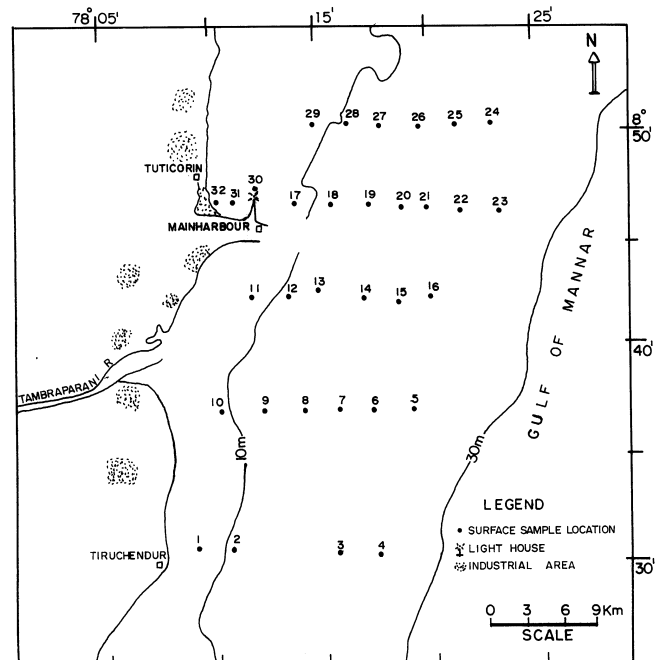 78° 05' 15' 25'
N
29 28 27 26 25 24
8°
50'
TUTICORIN
30
32 31 17 18 19 20 21 22 23
MAINHARBOUR
11 12 13 14 15 16
GULF OF MANNAR
40'
TAMBRAPARANI R
10 9 8 7 6 5
10m
30m
LEGEND
SURFACE SAMPLE LOCATION
LIGHT HOUSE
INDUSTRIAL AREA
1 2 3 4
TIRUCHENDUR
30'
0 3 6 9Km
SCALE